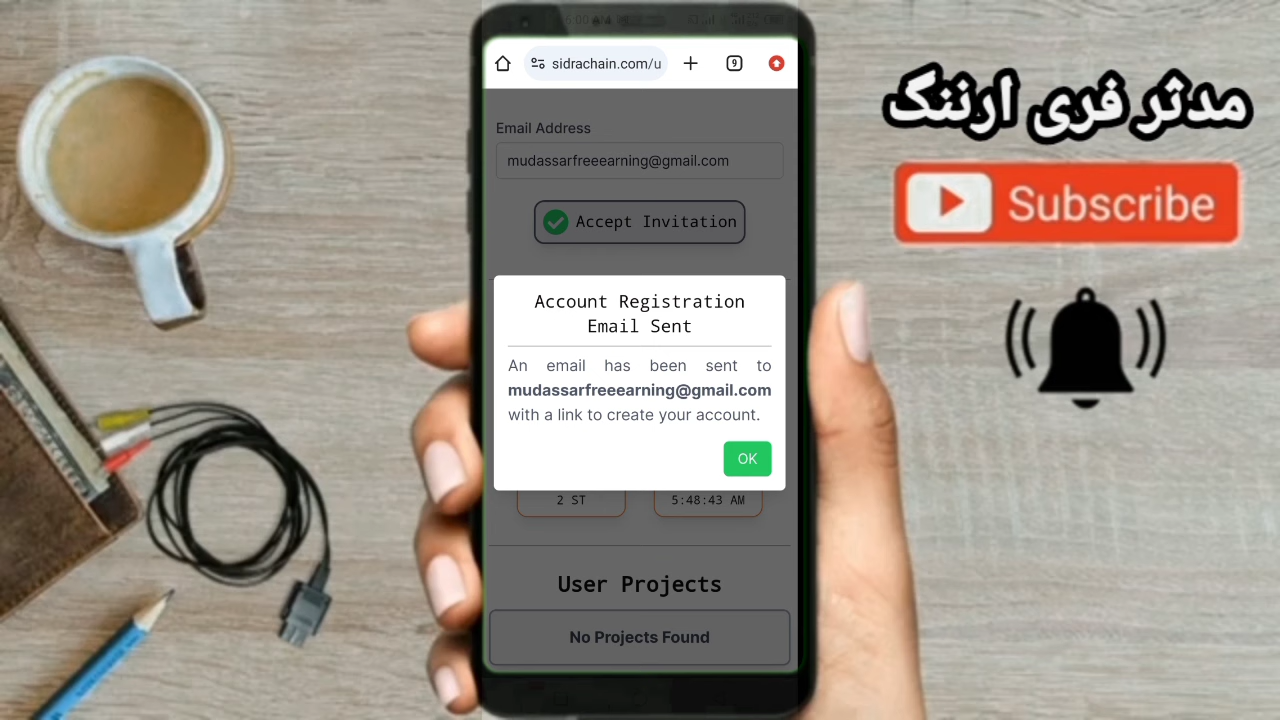 sidrachain.com/u
9
Email Address
mudassarfreeearning@gmail.com
Accept Invitation
Account Registration
Email Sent
An email has been sent to
mudassarfreeearning@gmail.com
with a link to create your account.
OK
2 ST
5:48:43 AM
User Projects
No Projects Found
مدثر فری ارننگ
Subscribe